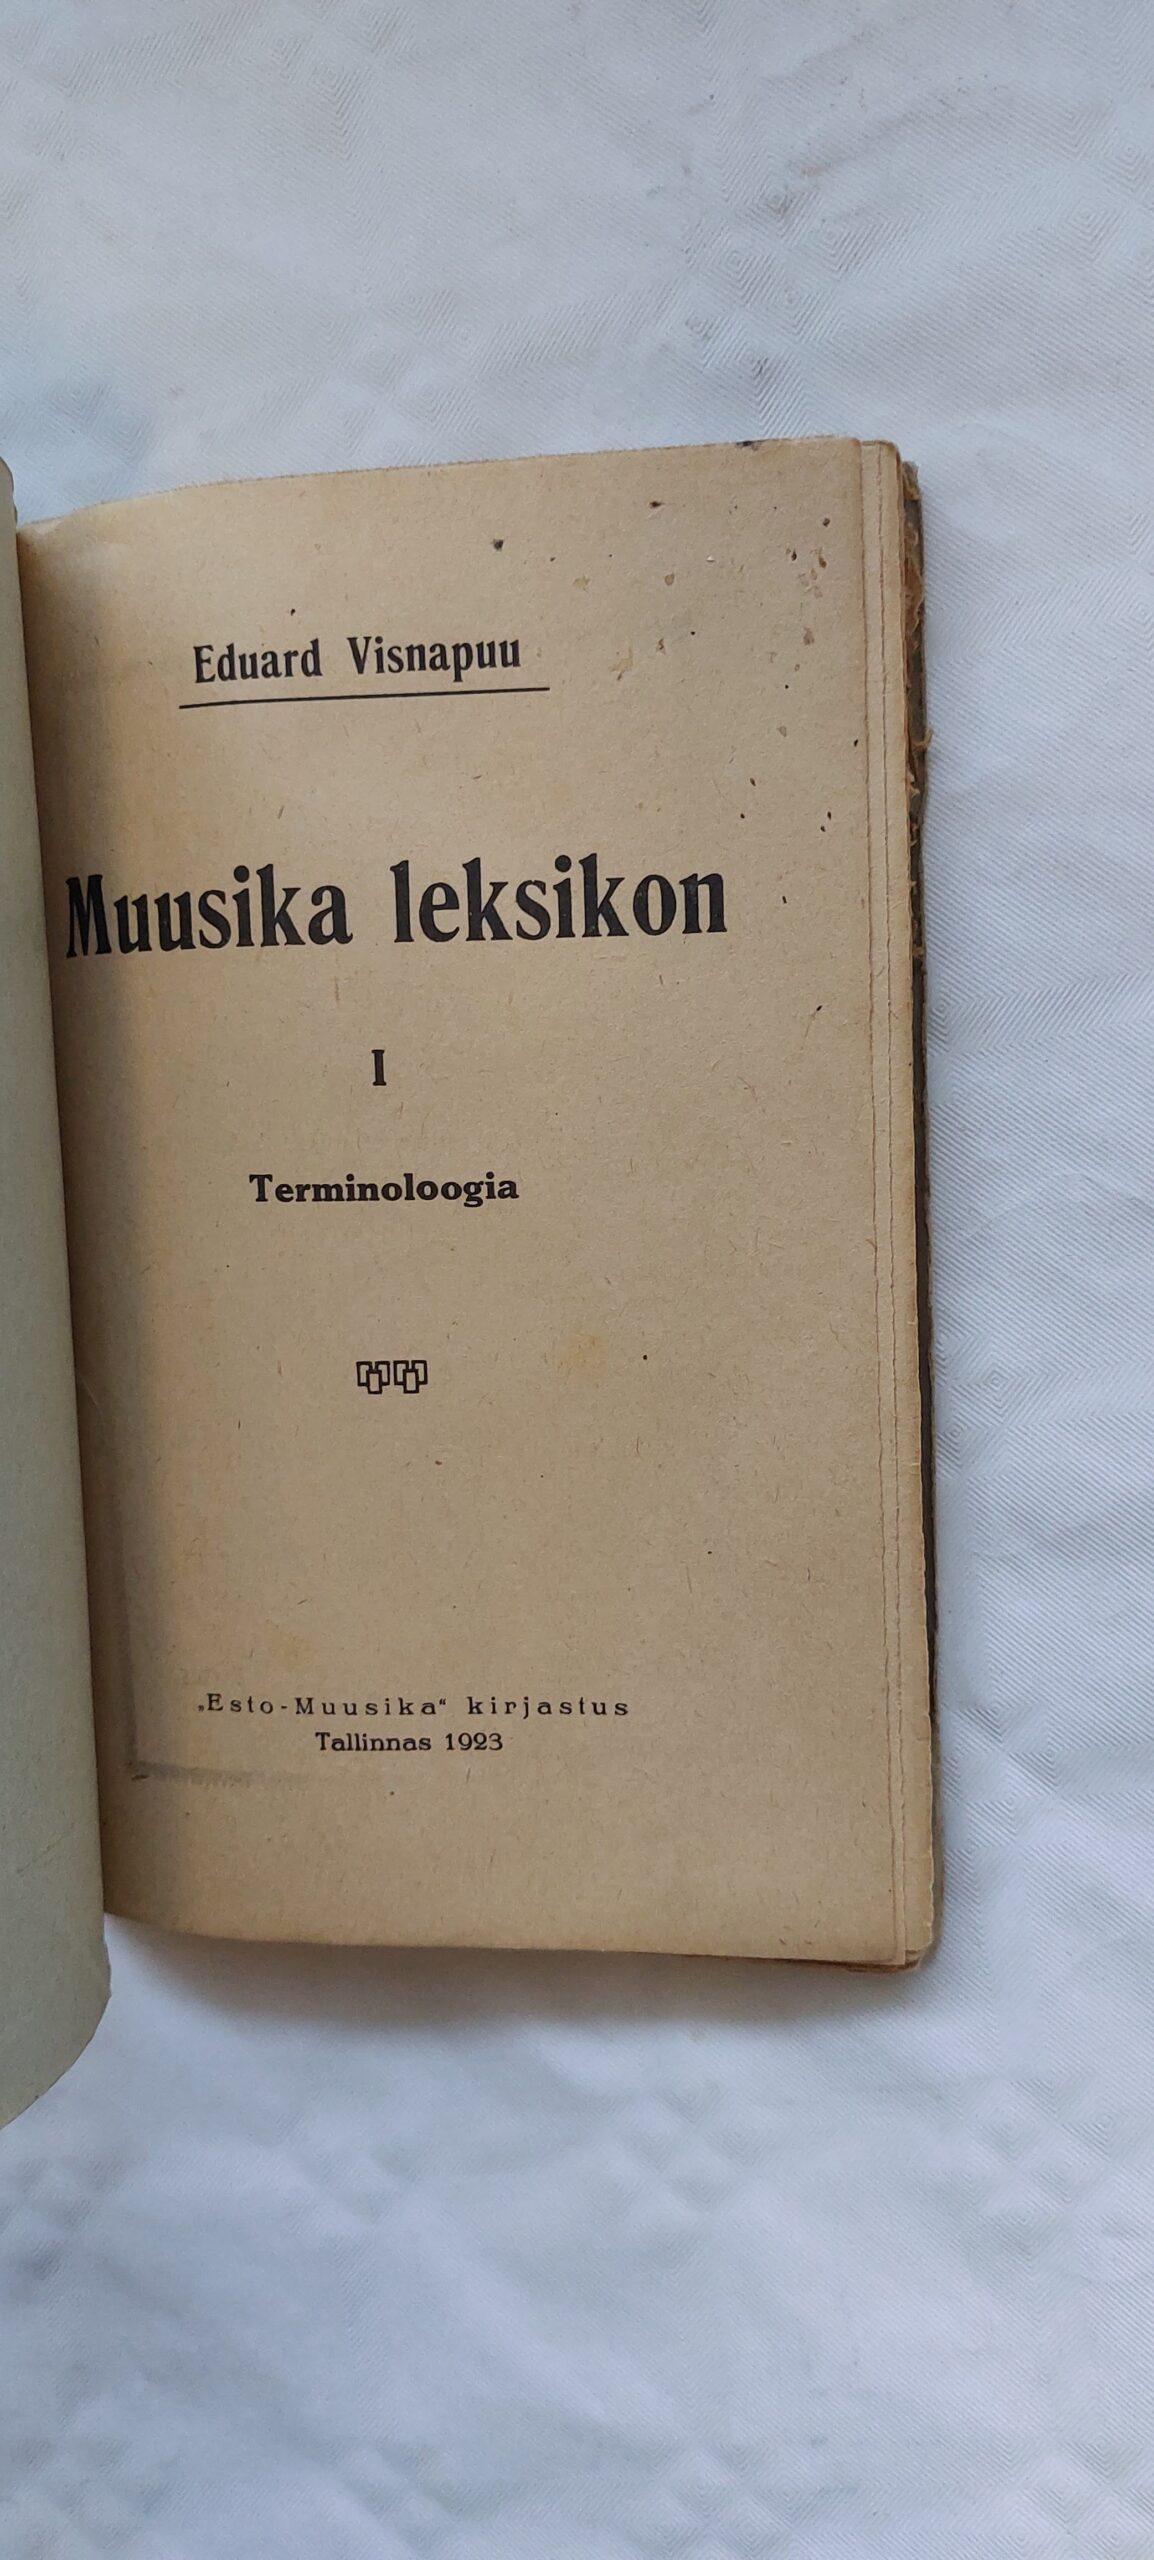 Eduard Visnapuu
Muusika leksikon
I
Terminoloogia
„Esto-Muusika“ kirjastus
Tallinnas 1923